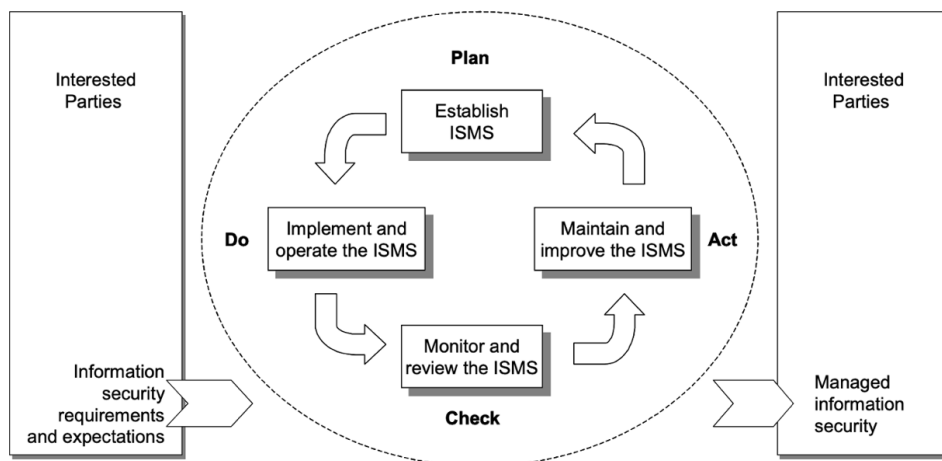 Interested
Parties
Information
security
requirements
and expectations
Plan
Establish
ISMS
Do
Implement and
operate the ISMS
Maintain and
improve the ISMS
Act
Monitor and
review the ISMS
Check
Interested
Parties
Managed
information
security